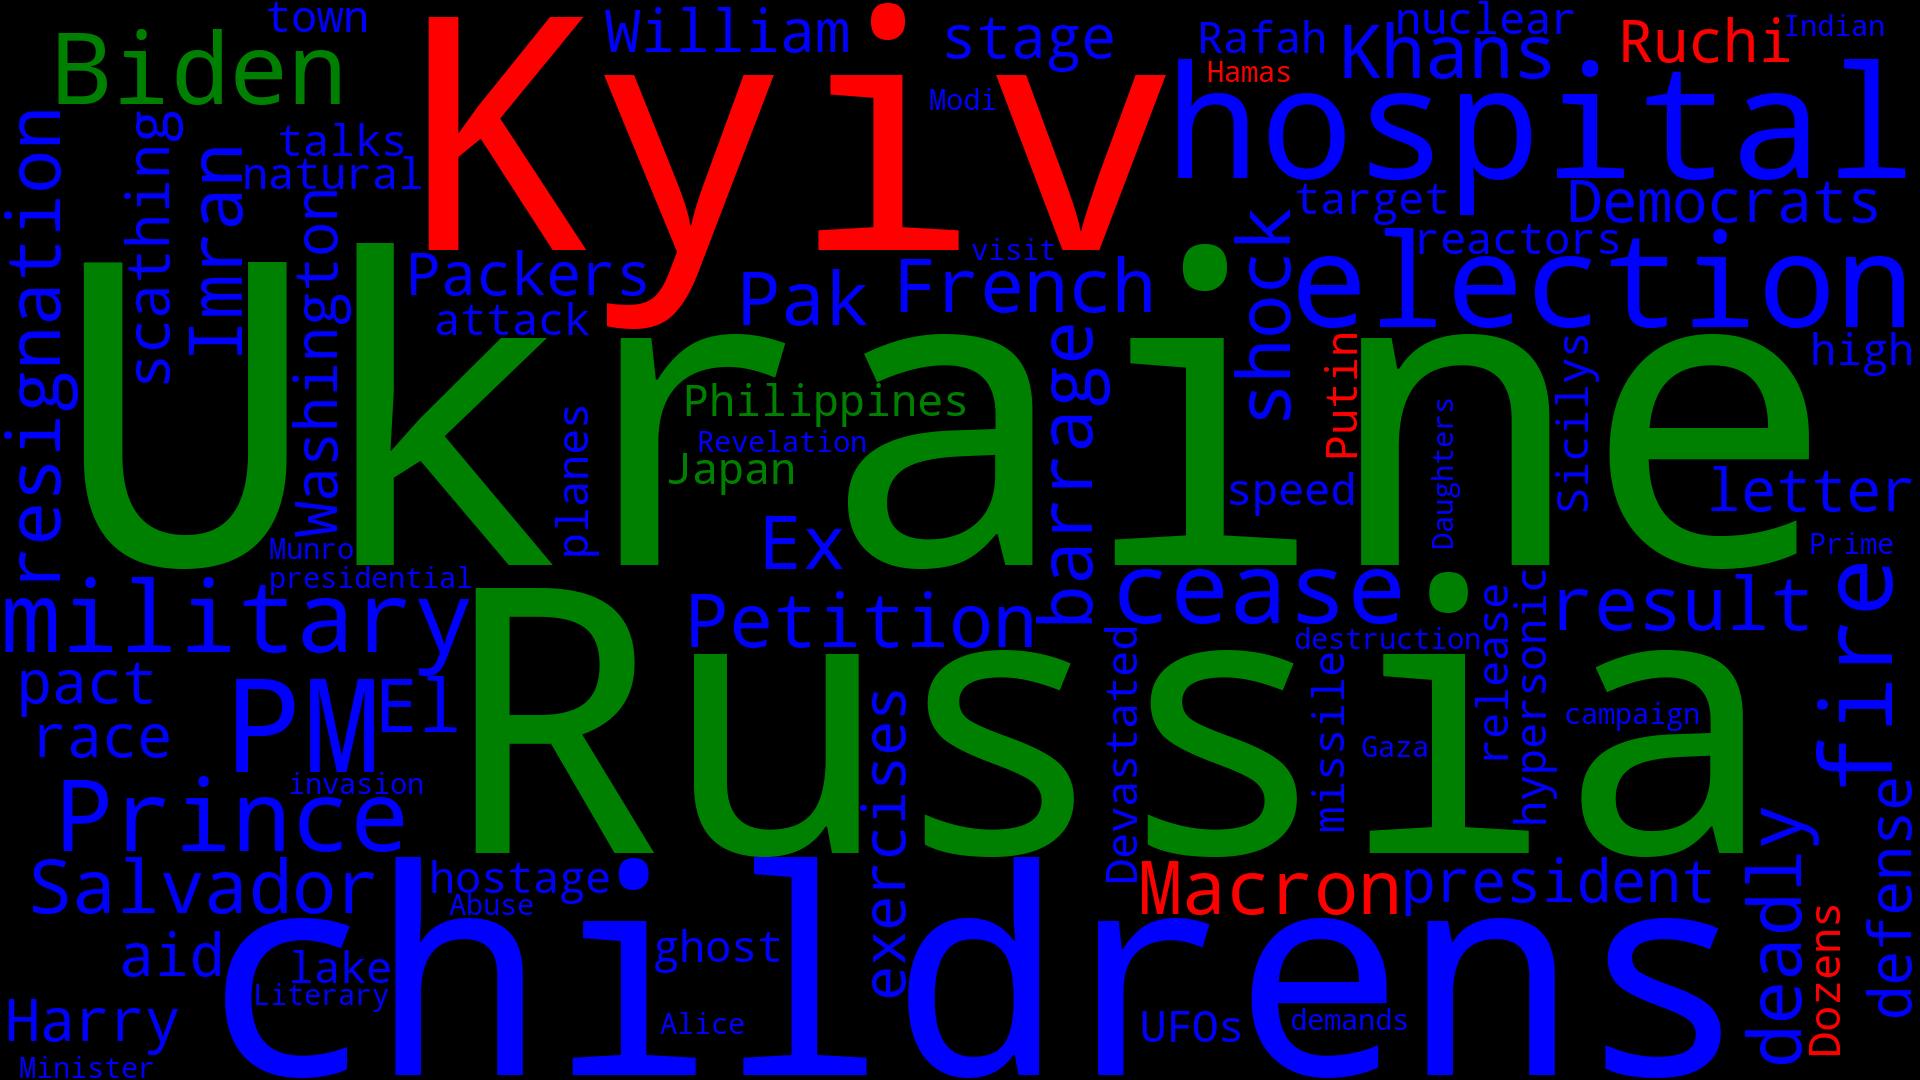 town
Biden
Kyiv
William
stage
nuclear
Rafah
Khans
Ruchi
Indian
Hamas
Modi
hospital
resignation
scathing
Imran
talks
natural
Washington
target
Democrats
shock
reactors
election
visit
Packers
Pak
French
attack
Ukraine
barrage
Putin
Sicilys
high
Philippines
Revelation
Japan
planes
Daughters
speed
letter
Ex
Munro
Prime
presidential
military
cease
fire
hypersonic
release
result
Petition
destruction
Russia
Devastated
missile
pact
PM
El
race
exercises
campaign
Gaza
Prince
invasion
defense
deadly
Salvador
hostage
Abuse
Macron
president
childrens
Dozens
aid
lake
ghost
Literary
Harry
Alice
UFOs
demands
Minister